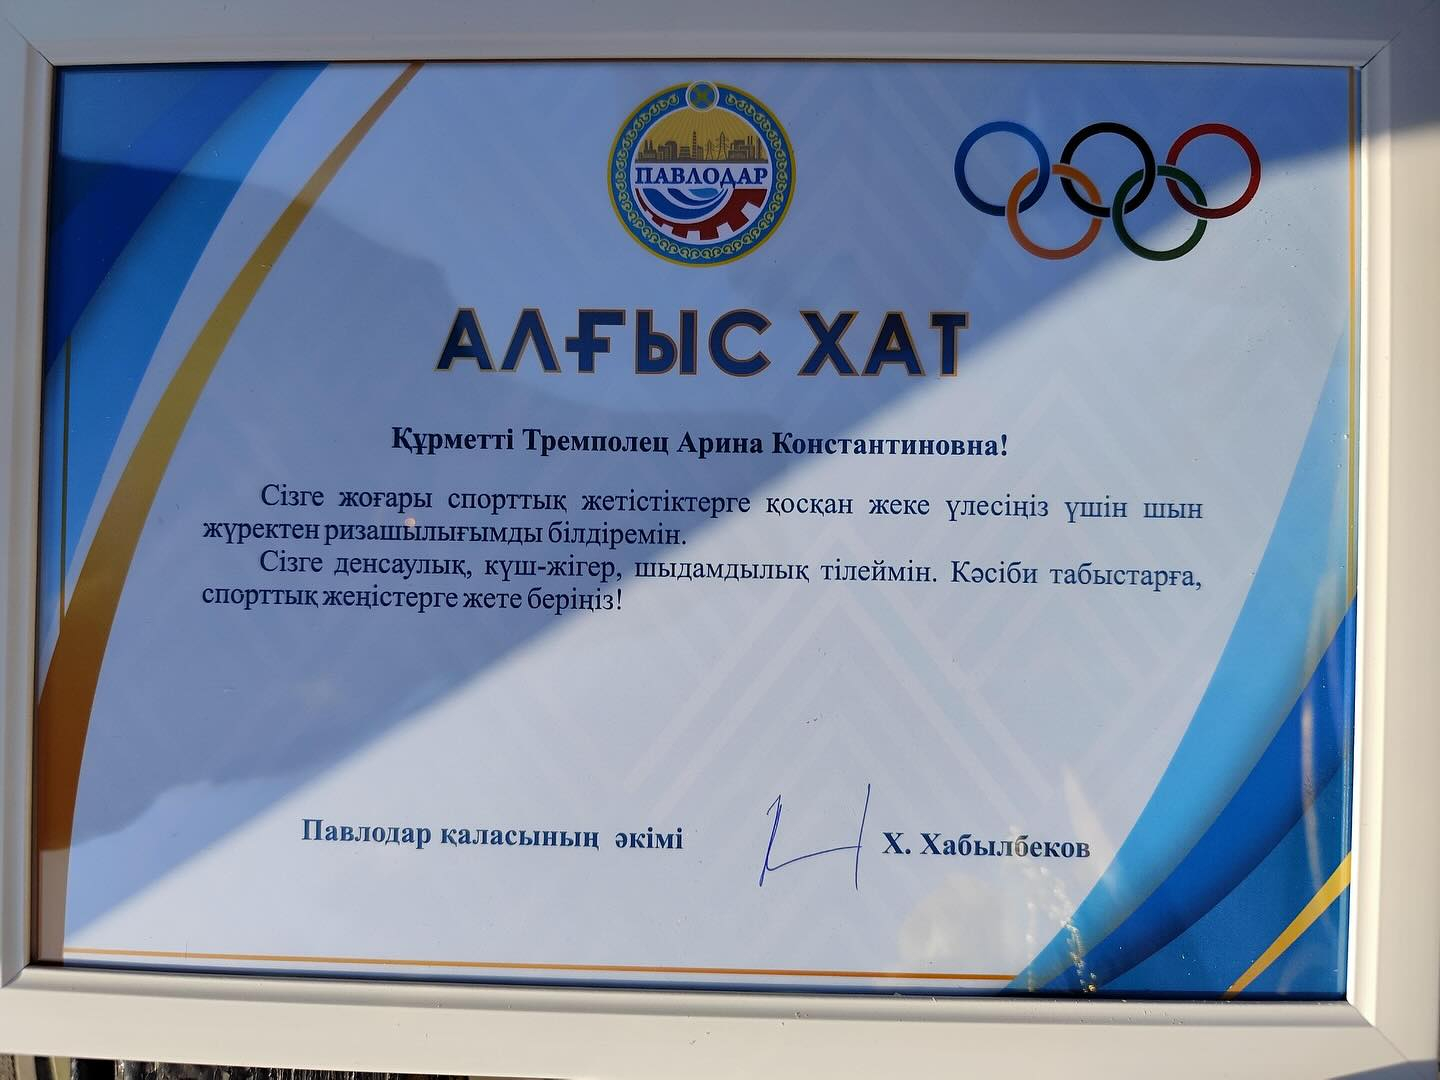 ПАВЛОДАР
АЛҒЫС ХАТ
Құрметті Тремполец Арина Константиновна!
Сізге жоғары спорттық жетістіктерге қосқан жеке үлесіңіз үшін шын
жүректен ризашылығымды білдіремін.
Сізге денсаулық, күш-жігер, шыдамдылық тілеймін. Кәсіби табыстарға,
спорттық жеңістерге жете беріңіз!
Павлодар қаласының әкімі Х. Хабылбеков